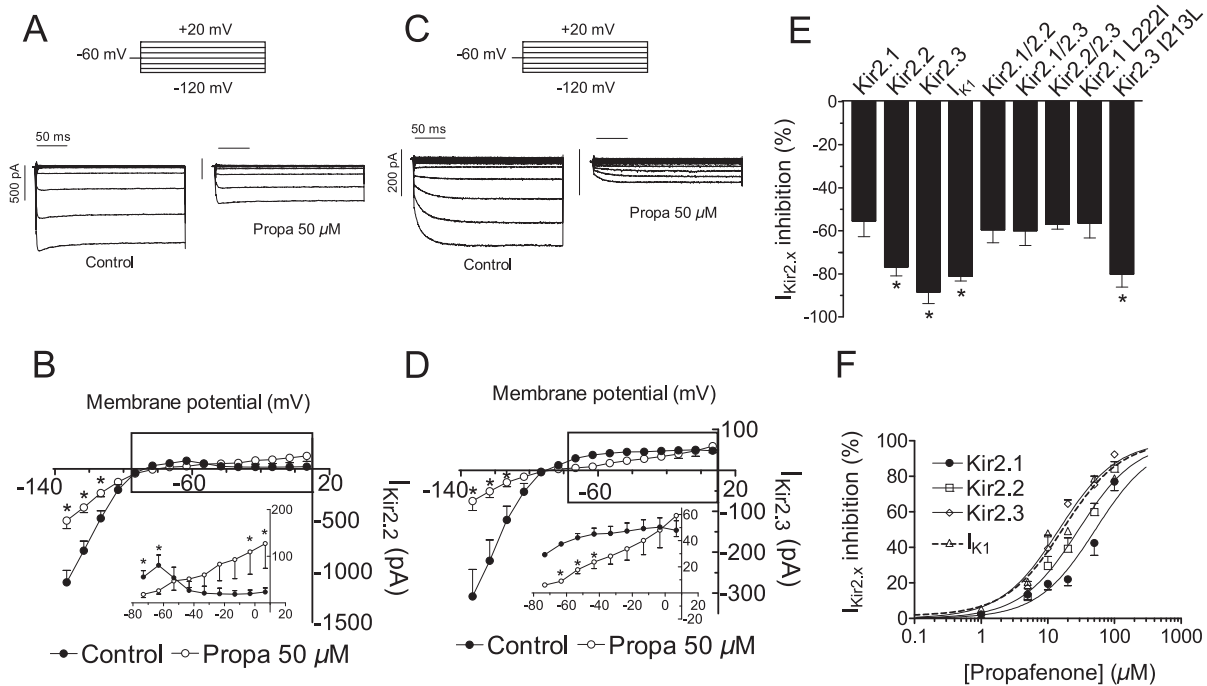 A
+20 mV
-60 mV
-120 mV
50 ms
500 pA
Control
Propa 50 µM
C
+20 mV
-60 mV
-120 mV
50 ms
200 pA
Control
Propa 50 µM
E
Kir2.1
Kir2.2
Kir2.3
IK1
Kir2.1/2.2
Kir2.1/2.3
Kir2.2/2.3
Kir2.1 L222I
Kir2.3 I213L
IKir2.x inhibition (%)
0
-20
-40
-60
-80
-100
* * * *
B
Membrane potential (mV)
-140
-60
20
-500
-1000
-1500
IKir2.2 (pA)
* * *
200
100
0
-80 -60 -40 -20 0 20
* * * *
Control Propa 50 µM
D
Membrane potential (mV)
100
-140
-60
20
-100
-200
-300
IKir2.3 (pA)
* * *
60
40
20
-20
-80 -60 -40 -20 0 20
* * *
Control Propa 50 µM
F
IKir2.x inhibition (%)
100
80
60
40
20
0
Kir2.1
Kir2.2
Kir2.3
IK1
0.1 1 10 100 1000
[Propafenone] (µM)